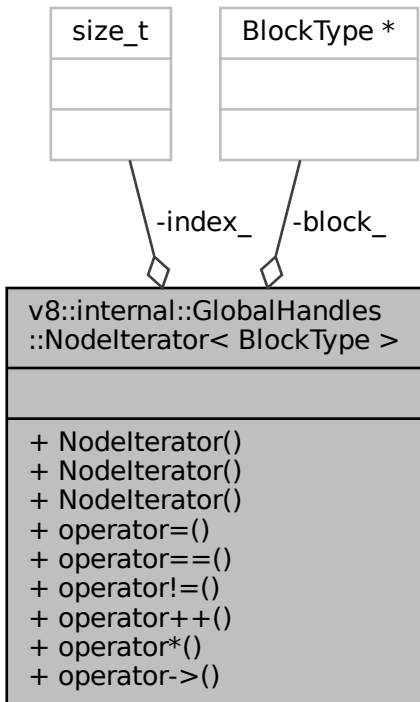 size_t
BlockType *
-index_
-block_
v8::internal::GlobalHandles
::NodeIterator< BlockType >
+ NodeIterator()
+ NodeIterator()
+ NodeIterator()
+ operator=()
+ operator==()
+ operator!=()
+ operator++()
+ operator*()
+ operator->()